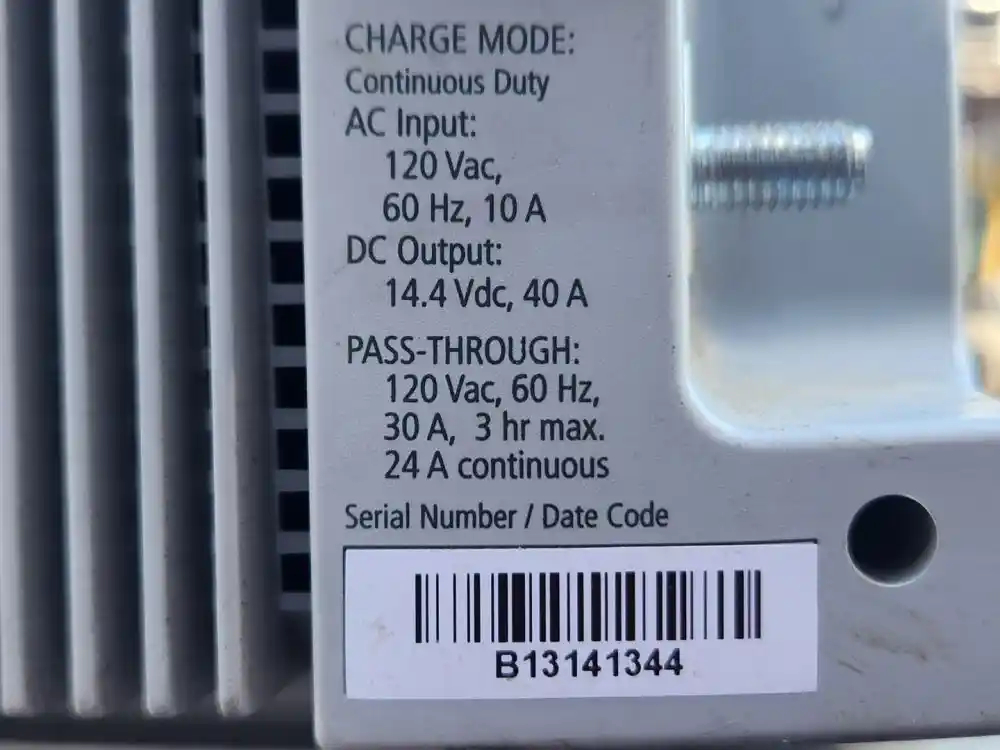 CHARGE MODE:
Continuous Duty
AC Input:
120 Vac,
60 Hz, 10 A
DC Output:
14.4 Vdc, 40 A
PASS-THROUGH:
120 Vac, 60 Hz,
30 A, 3 hr max.
24 A continuous
Serial Number / Date Code
B13141344